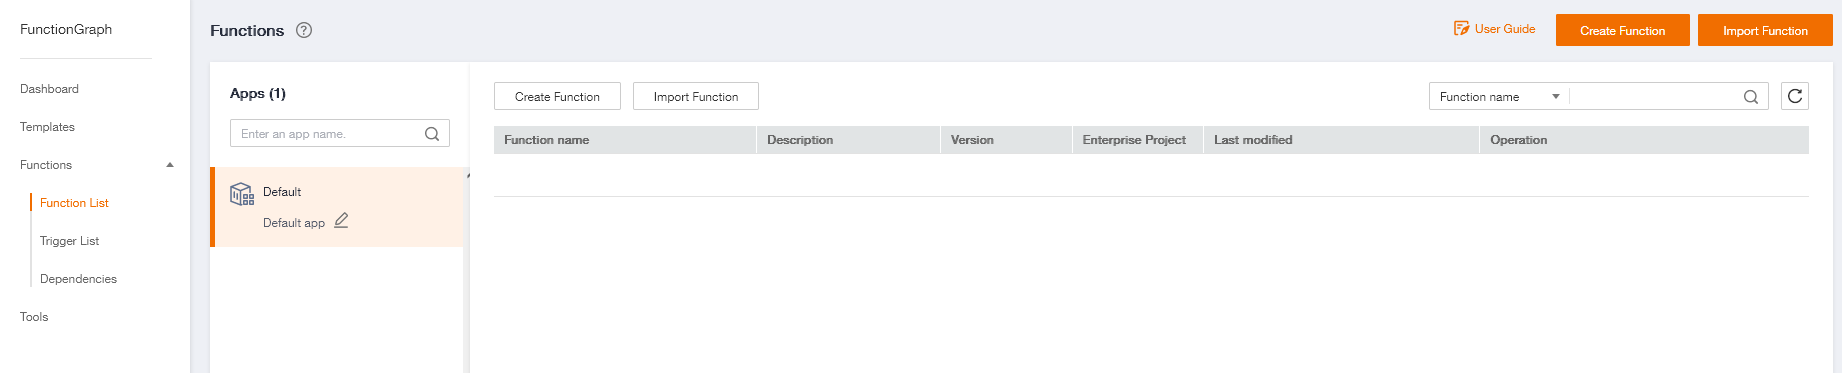 FunctionGraph
Dashboard
Templates
Functions
Function List
Trigger List
Dependencies
Tools
Functions
User Guide
Create Function
Import Function
Apps (1)
Enter an app name.
Default
Default app
Create Function
Import Function
Function name
Function name
Description
Version
Enterprise Project
Last modified
Operation